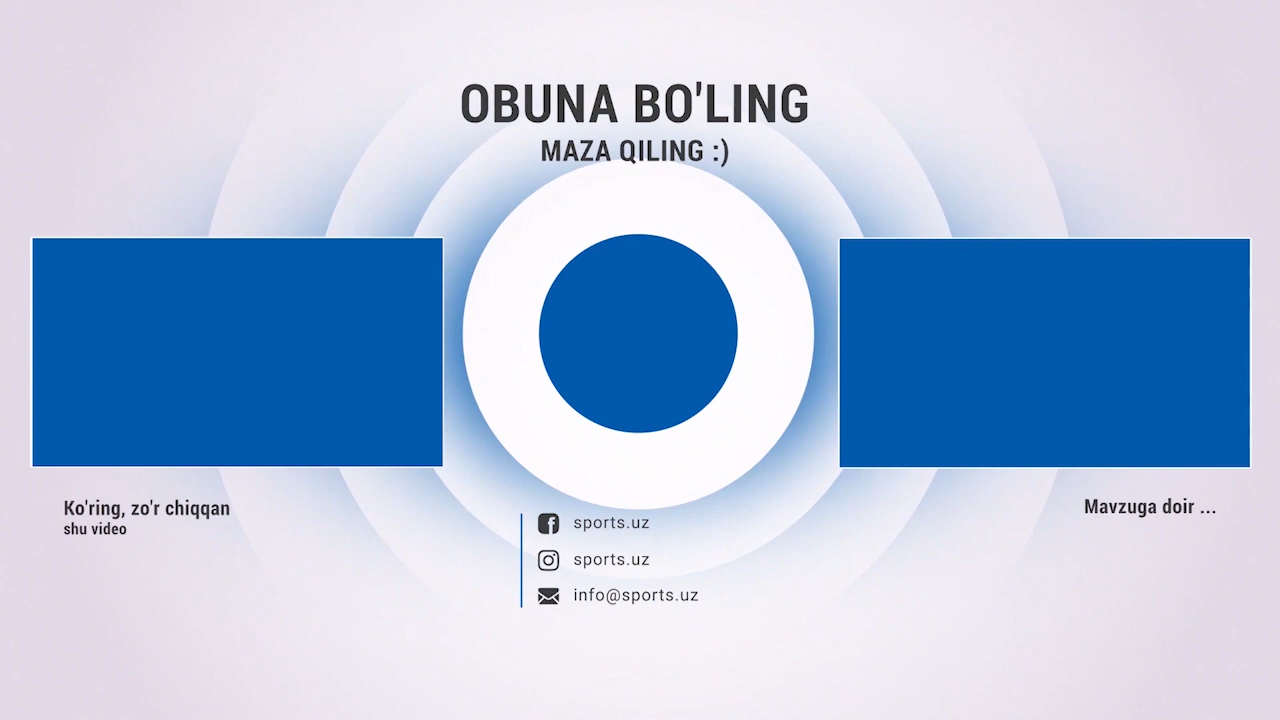 OBUNA BO'LING
MAZA QILING :)
Ko'ring, zo'r chiqqan
shu video
Mavzuga doir ...
sports.uz
sports.uz
info@sports.uz